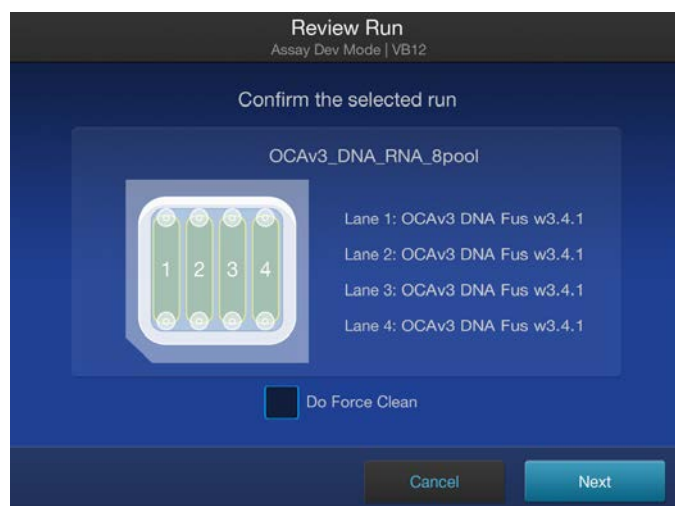 Review Run
Assay Dev Mode | VB12
Confirm the selected run
OCAv3_DNA_RNA_8pool
1 2 3 4
Lane 1: OCAv3 DNA Fus w3.4.1
Lane 2: OCAv3 DNA Fus w3.4.1
Lane 3: OCAv3 DNA Fus w3.4.1
Lane 4: OCAv3 DNA Fus w3.4.1
Do Force Clean
Cancel Next